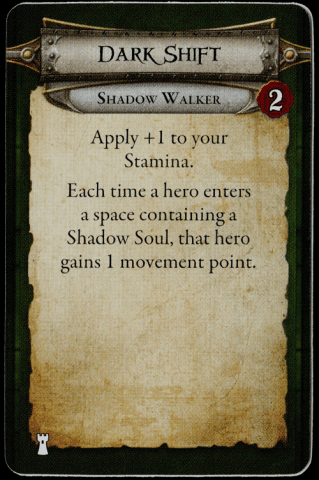 DARK SHIFT
SHADOW WALKER
2
Apply +1 to your
Stamina.
Each time a hero enters
a space containing a
Shadow Soul, that hero
gains 1 movement point.